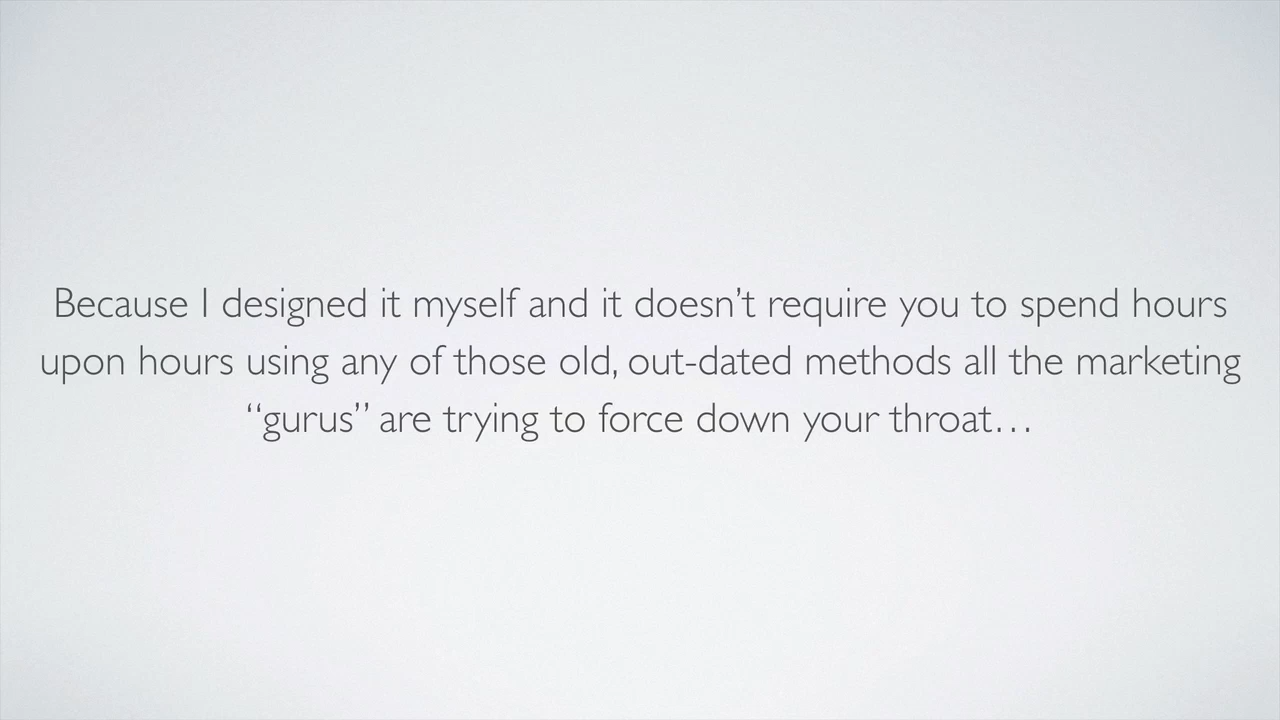 Because I designed it myself and it doesn’t require you to spend hours
upon hours using any of those old, out-dated methods all the marketing
“gurus” are trying to force down your throat…